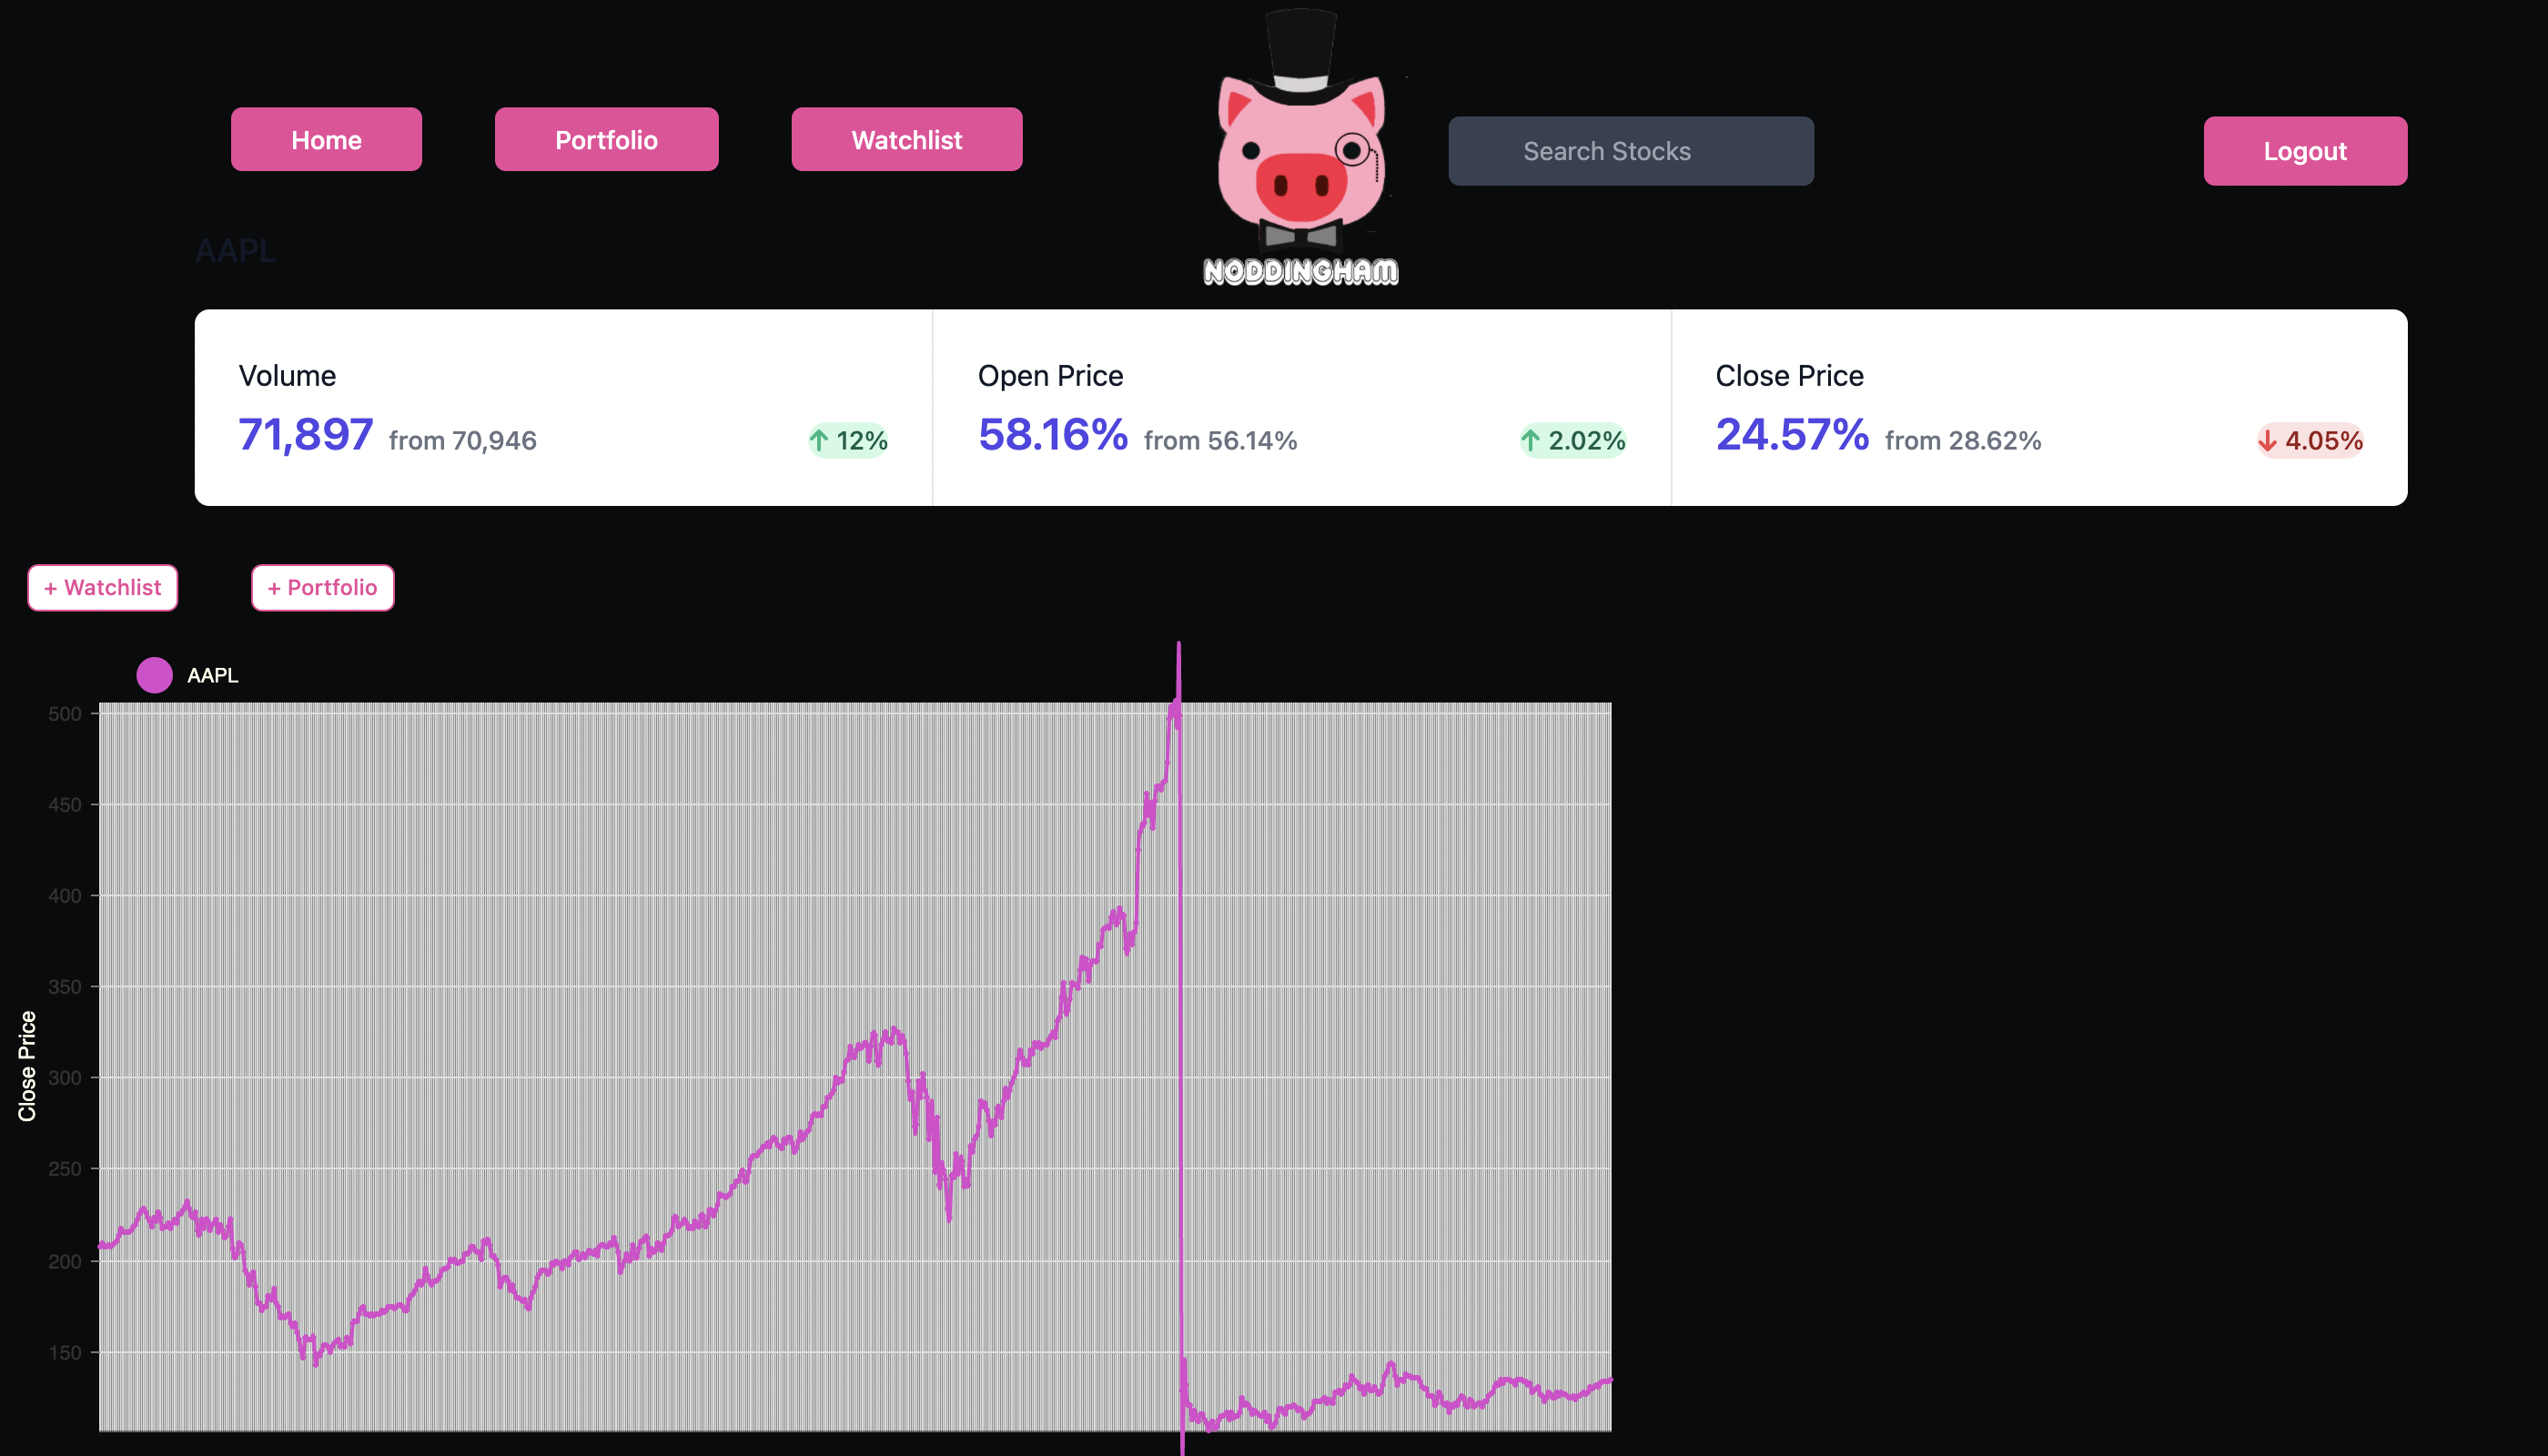 Home
Portfolio
Watchlist
Search Stocks
Logout
NODDINGHAM
AAPL
Volume
71,897 from 70,946
12%
Open Price
58.16% from 56.14%
2.02%
Close Price
24.57% from 28.62%
4.05%
+ Watchlist
+ Portfolio
AAPL
500
450
400
350
300
250
200
150
Close Price